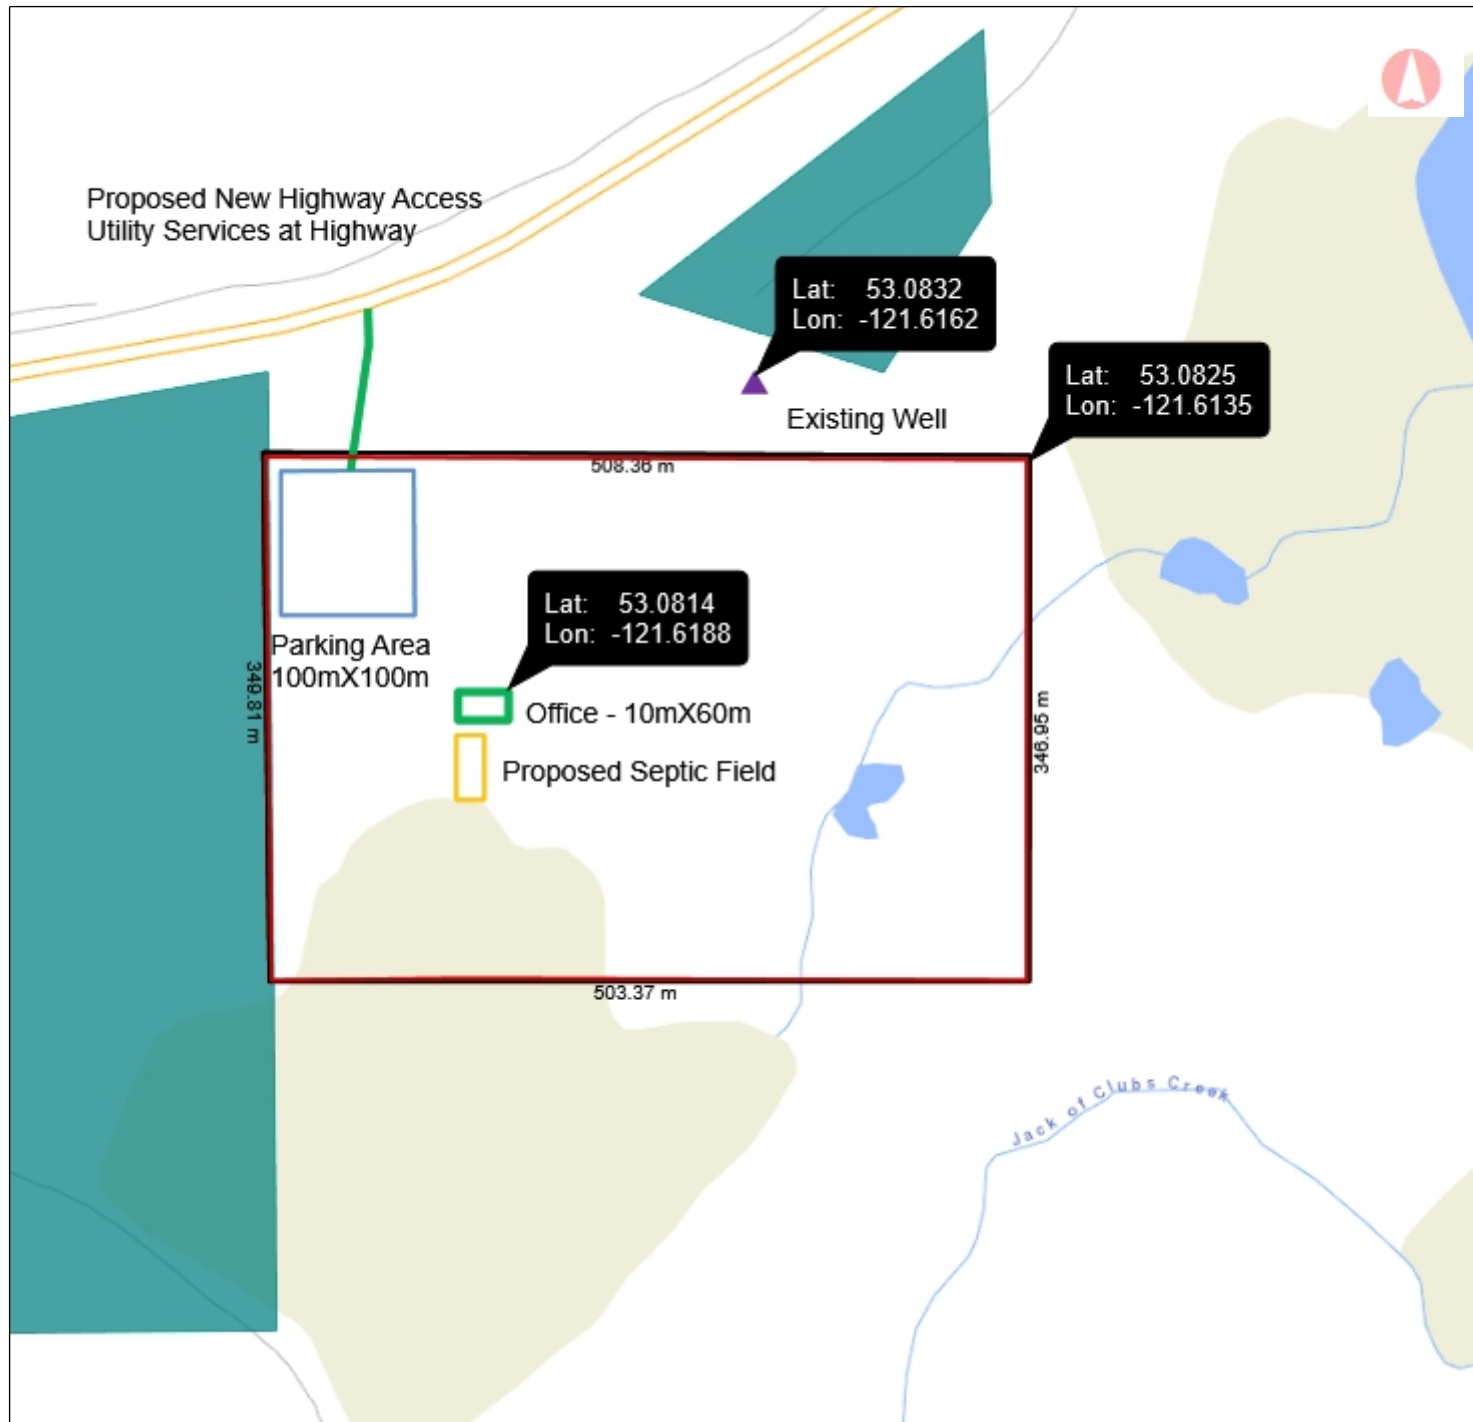 Proposed New Highway Access
Utility Services at Highway
Lat: 53.0832
Lon: -121.6162
Lat: 53.0825
Lon: -121.6135
Existing Well
508.36 m
Lat: 53.0814
Lon: -121.6188
Parking Area
100mX100m
349.81 m
Office - 10mX60m
346.95 m
Proposed Septic Field
503.37 m
Jack of Clubs Creek